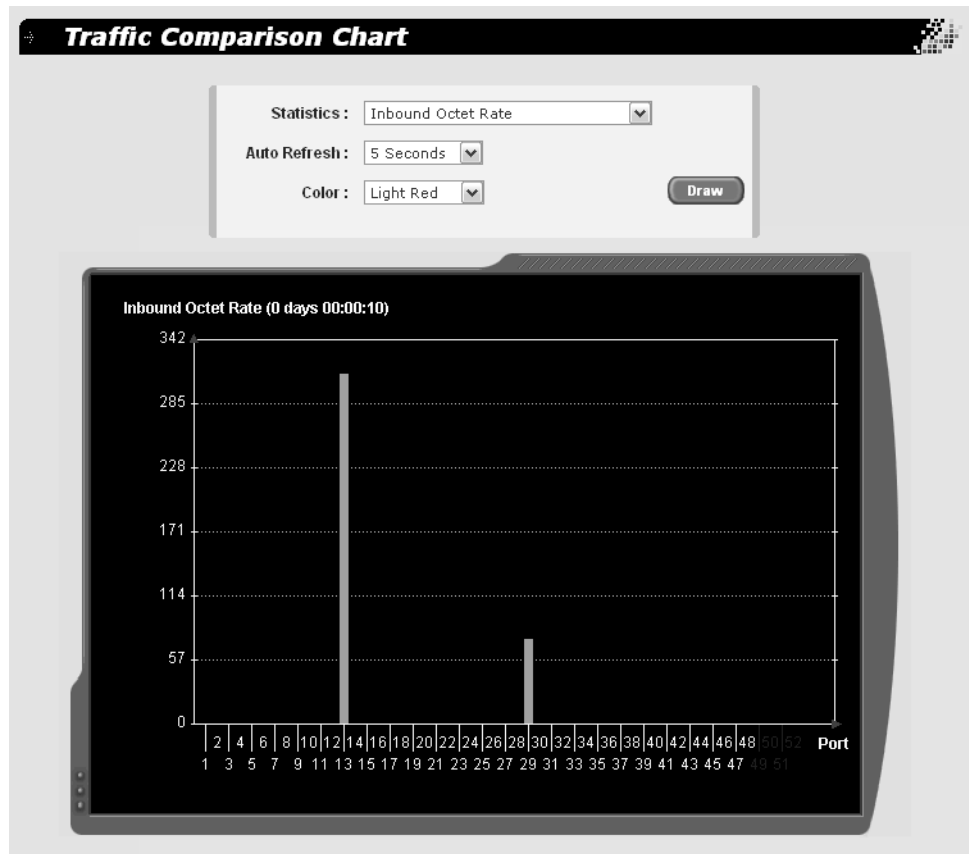 Traffic Comparison Chart
Statistics : Inbound Octet Rate
Auto Refresh : 5 Seconds
Color : Light Red
Draw
Inbound Octet Rate (0 days 00:00:10)
342
285
228
171
114
57
0
2 4 6 8 10 12 14 16 18 20 22 24 26 28 30 32 34 36 38 40 42 44 46 48 50 52 Port
1 3 5 7 9 11 13 15 17 19 21 23 25 27 29 31 33 35 37 39 41 43 45 47 49 51